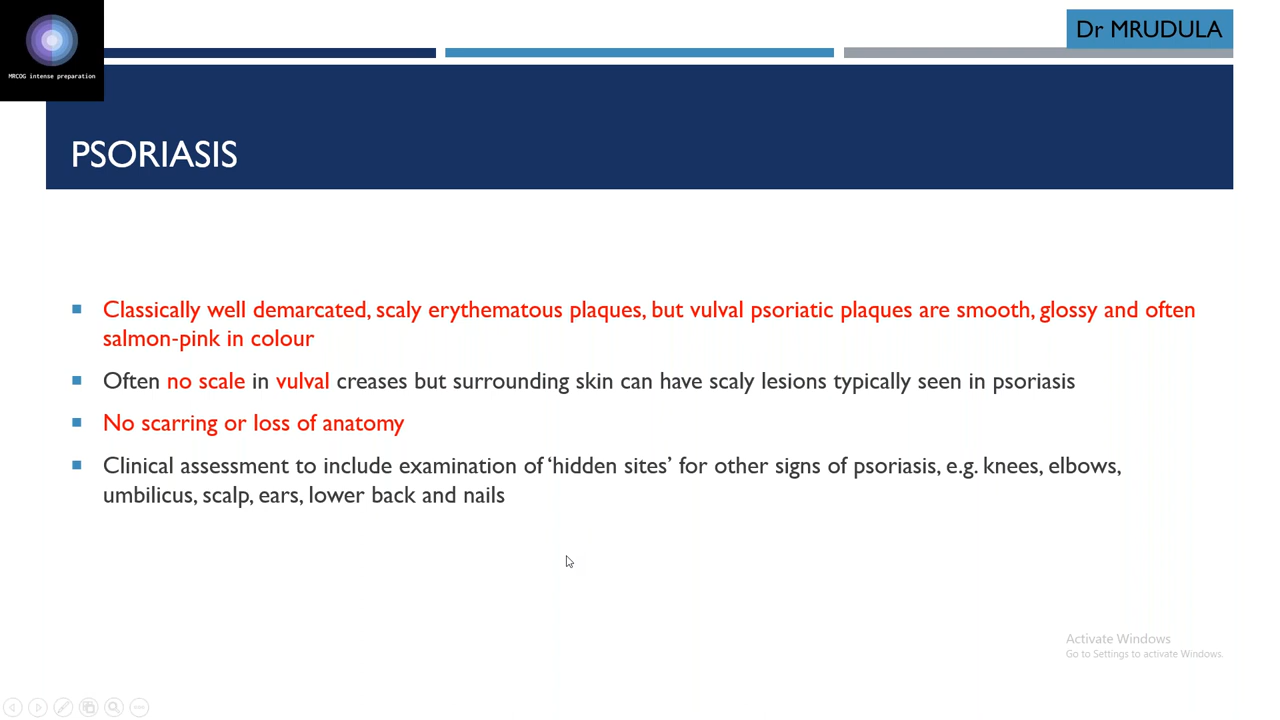 MRCOG intense preparation
Dr MRUDULA
PSORIASIS
Classically well demarcated, scaly erythematous plaques, but vulval psoriatic plaques are smooth, glossy and often
salmon-pink in colour
Often no scale in vulval creases but surrounding skin can have scaly lesions typically seen in psoriasis
No scarring or loss of anatomy
Clinical assessment to include examination of ‘hidden sites’ for other signs of psoriasis, e.g. knees, elbows,
umbilicus, scalp, ears, lower back and nails
Activate Windows
Go to Settings to activate Windows.